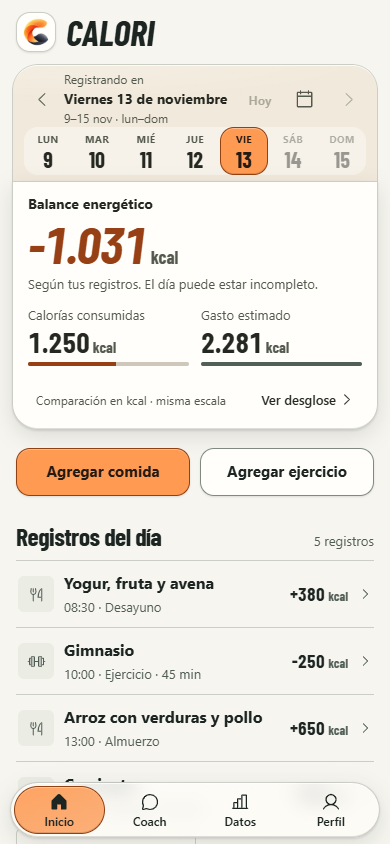 CALORI
Registrando en
Viernes 13 de noviembre
Hoy
9–15 nov · lun–dom
LUN MAR MIÉ JUE VIE SÁB DOM
9 10 11 12 13 14 15
Balance energético
-1.031 kcal
Según tus registros. El día puede estar incompleto.
Calorías consumidas Gasto estimado
1.250 kcal 2.281 kcal
Comparación en kcal · misma escala Ver desglose
Agregar comida Agregar ejercicio
Registros del día 5 registros
Yogur, fruta y avena
+380 kcal
08:30 · Desayuno
Gimnasio
-250 kcal
10:00 · Ejercicio · 45 min
Arroz con verduras y pollo
+650 kcal
13:00 · Almuerzo
Inicio Coach Datos Perfil